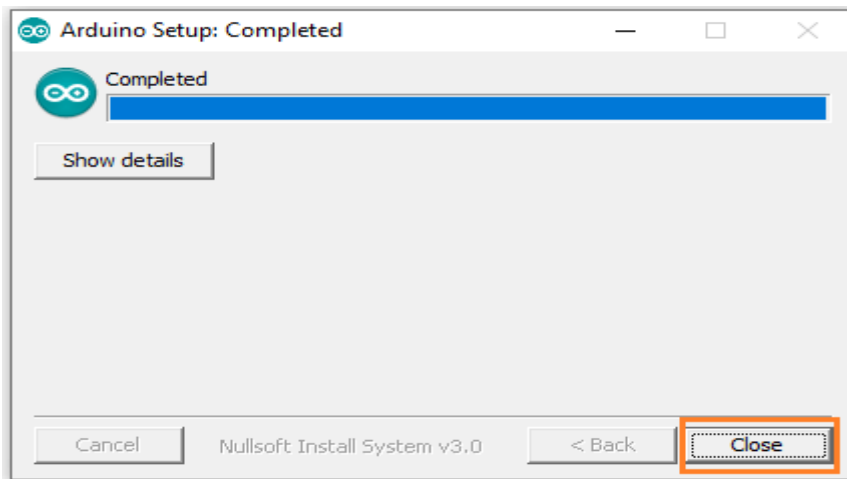 Arduino Setup: Completed
Completed
Show details
Cancel
Nullsoft Install System v3.0
< Back
Close